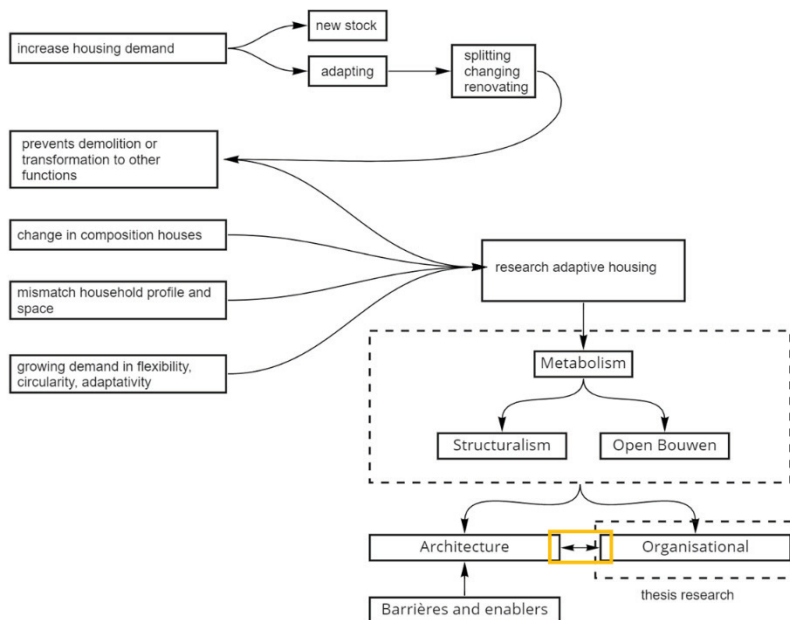 increase housing demand
new stock
adapting
splitting
changing
renovating
prevents demolition or
transformation to other
functions
change in composition houses
mismatch household profile and
space
growing demand in flexibility,
circularity, adaptativity
research adaptive housing
Metabolism
Structuralism
Open Bouwen
Architecture
Organisational
thesis research
Barrières and enablers